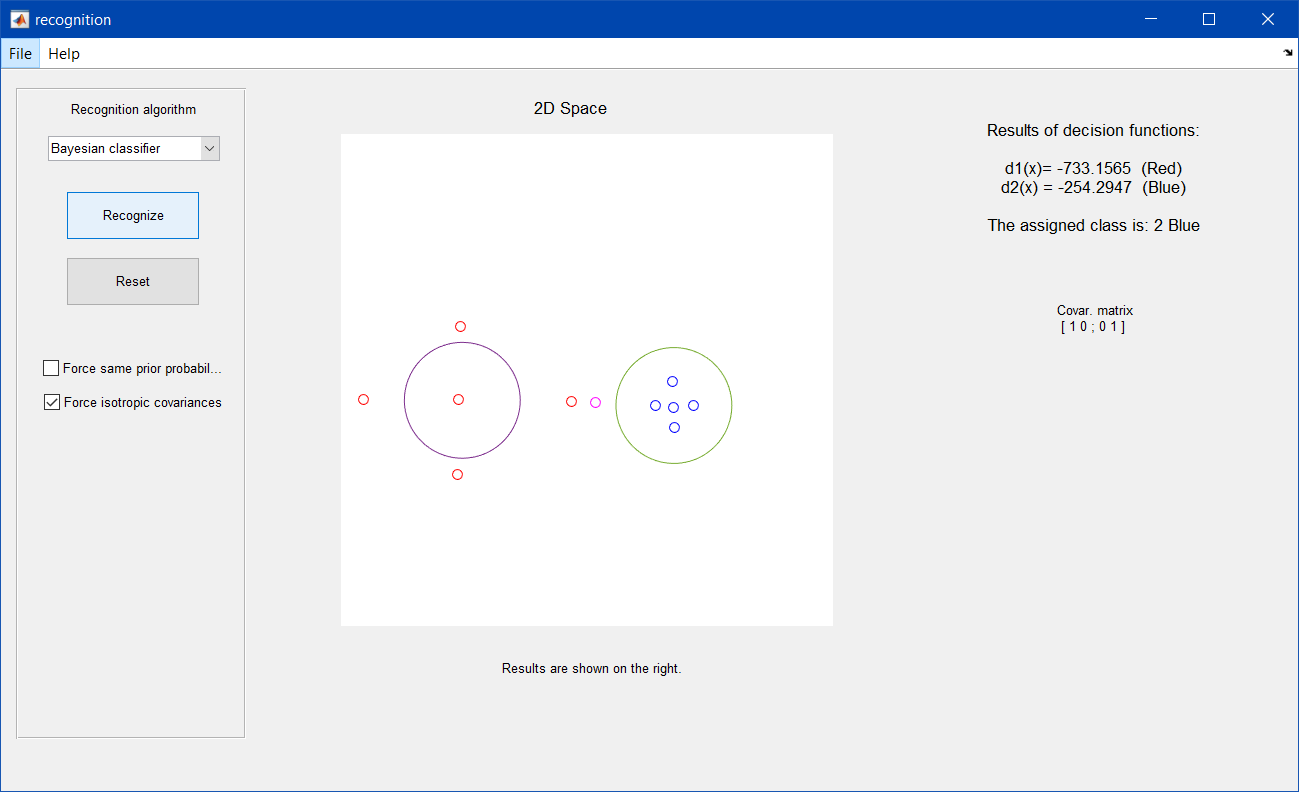 recognition
File Help
Recognition algorithm
Bayesian classifier
Recognize
Reset
Force same prior probabil...
Force isotropic covariances
2D Space
Results are shown on the right.
Results of decision functions:
d1(x)= -733.1565 (Red)
d2(x) = -254.2947 (Blue)
The assigned class is: 2 Blue
Covar. matrix
[ 1 0 ; 0 1 ]